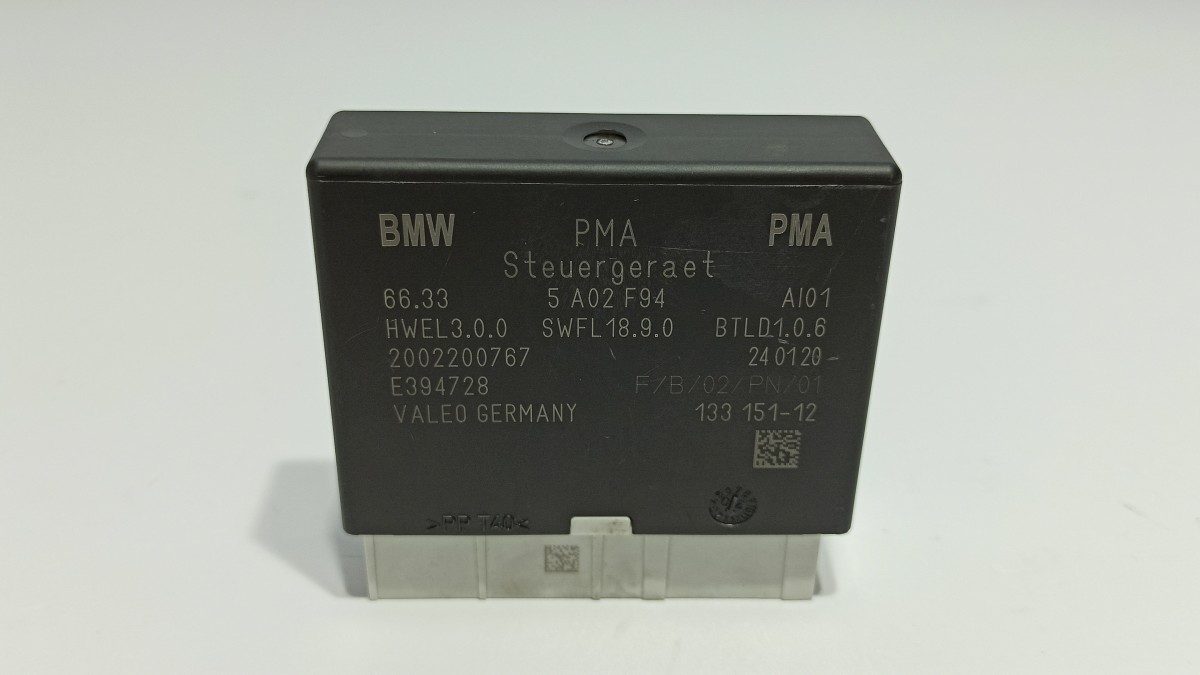 BMW PMA PMA
Steuergeraet
66.33 5 A02 F94 AI01
HWEL3.0.0 SWFL18.9.0 BTLD1.0.6
2002200767 240120-
E394728 F/B/02/PN/01
VALEO GERMANY 133 151-12
>PP T40<